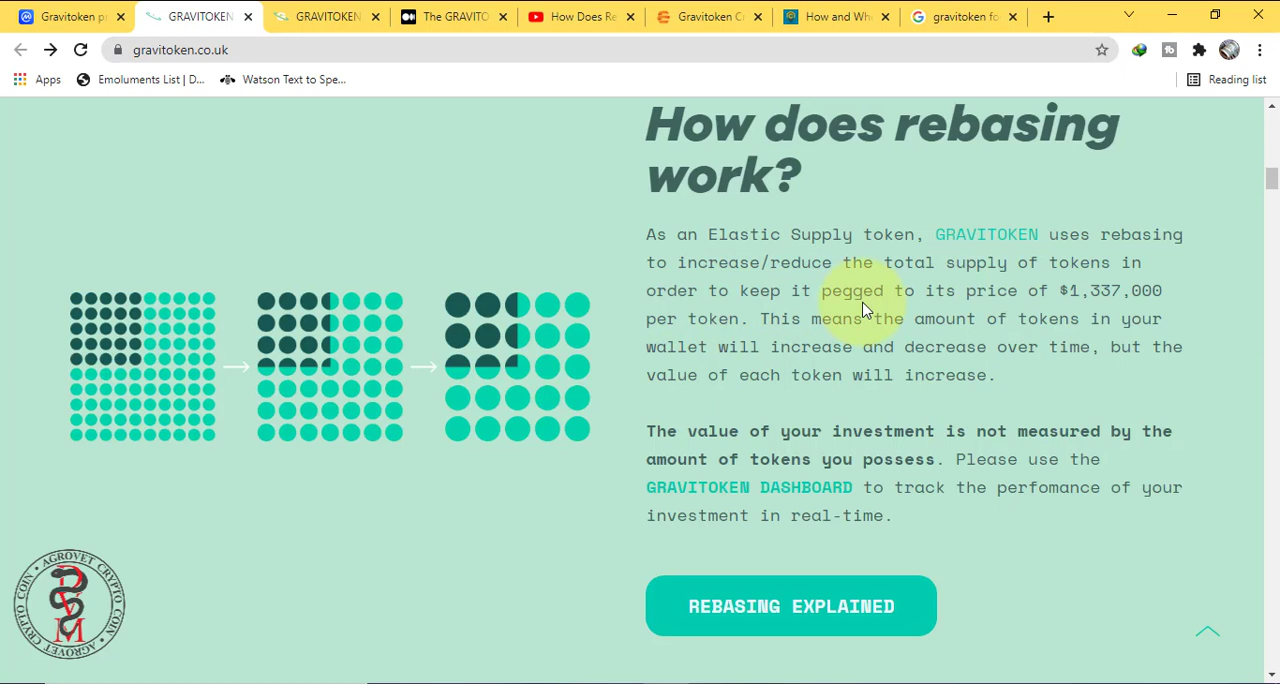 Gravitoken p
GRAVITOKEN
GRAVITOKEN
The GRAVITO
How Does Re
Gravitoken C
How and Whe
gravitoken fo
gravitoken.co.uk
Apps
Emoluments List | D...
Watson Text to Spe...
Reading list
How does rebasing
work?
As an Elastic Supply token, GRAVITOKEN uses rebasing
to increase/reduce the total supply of tokens in
order to keep it pegged to its price of $1,337,000
per token. This means the amount of tokens in your
wallet will increase and decrease over time, but the
value of each token will increase.
The value of your investment is not measured by the
amount of tokens you possess. Please use the
GRAVITOKEN DASHBOARD to track the perfomance of your
investment in real-time.
REBASING EXPLAINED
AGROVET CRYPTO COIN
AGROVET CRYPTO COIN
DVM